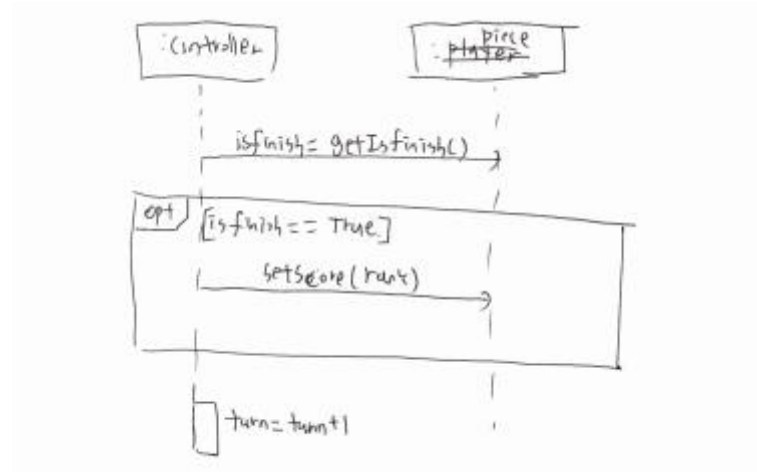 :Controller
piece
: player
isfinish = getIsfinish()
opt
[isfinish == True]
setScore(rank)
turn = turn+1